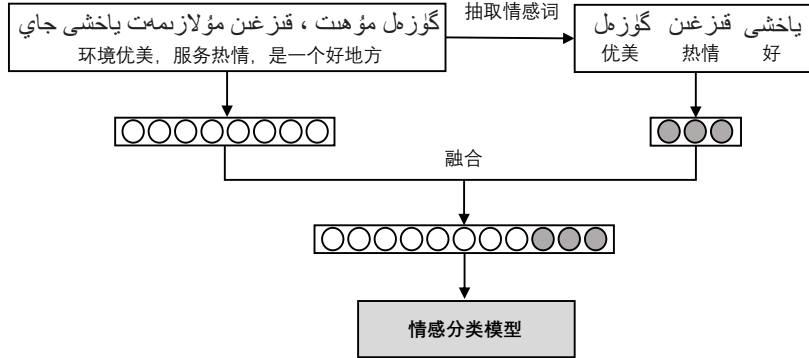 گۈزەل مۇھىت ، قىزغىن مۇلازىمەت ياخشى جاي
环境优美，服务热情，是一个好地方
抽取情感词
ياخشى قىزغىن گۈزەل
优美 热情 好
融合
情感分类模型